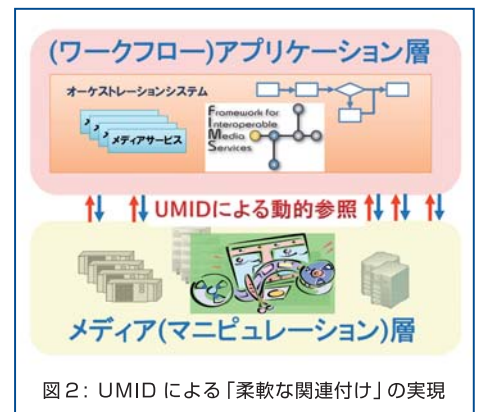 (ワークフロー)アプリケーション層
オーケストレーションシステム
メディアサービス
Framework for
Interoperable
Media
Services
UMIDによる動的参照
メディア(マニピュレーション)層
図2: UMID による「柔軟な関連付け」の実現